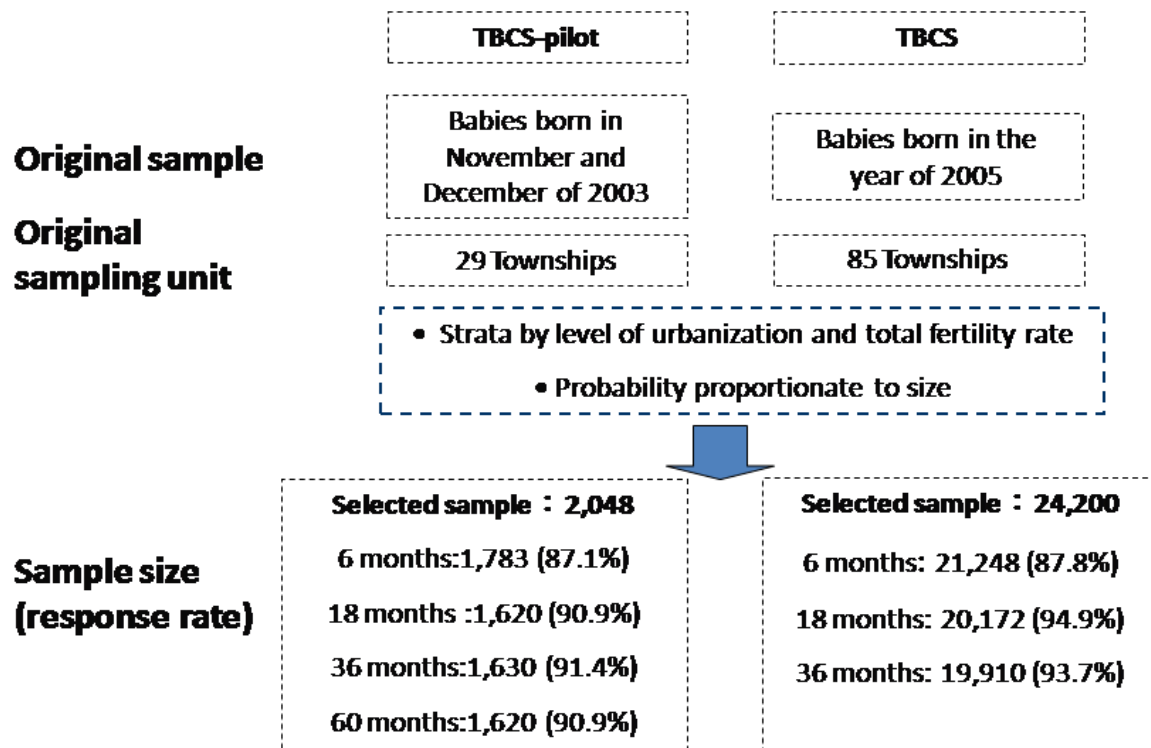 TBCS-pilot
TBCS
Original sample
Babies born in
November and
December of 2003
Babies born in the
year of 2005
Original
sampling unit
29 Townships
85 Townships
• Strata by level of urbanization and total fertility rate
• Probability proportionate to size
Sample size
(response rate)
Selected sample：2,048
6 months:1,783 (87.1%)
18 months :1,620 (90.9%)
36 months:1,630 (91.4%)
60 months:1,620 (90.9%)
Selected sample：24,200
6 months: 21,248 (87.8%)
18 months: 20,172 (94.9%)
36 months: 19,910 (93.7%)